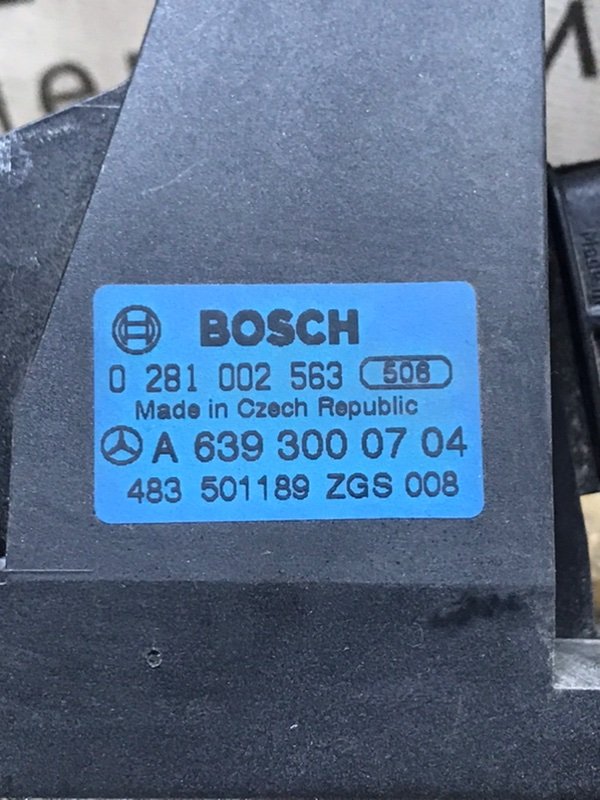 BOSCH
0 281 002 563 506
Made in Czech Republic
A 639 300 07 04
483 501189 ZGS 008